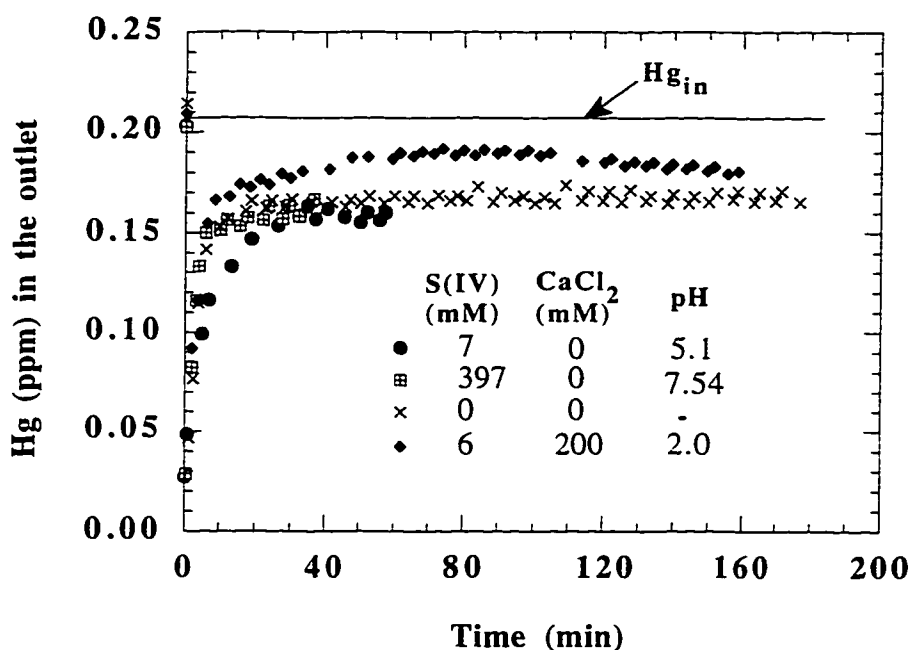 0.25
Hg_in
0.20
0.15
S(IV) CaCl2 pH
(mM) (mM)
0.10
7 0 5.1
397 0 7.54
0 0 -
0.05
6 200 2.0
0.00
0 40 80 120 160 200
Hg (ppm) in the outlet
Time (min)